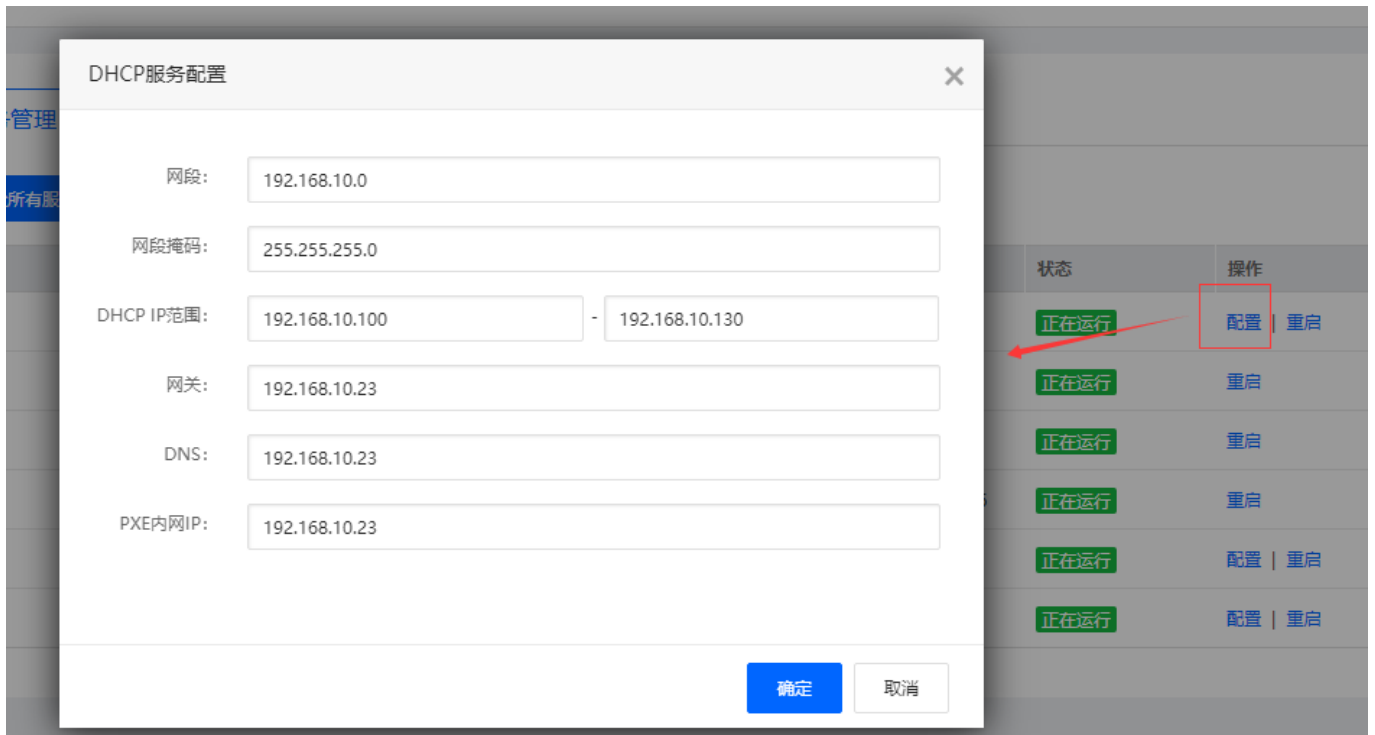 DHCP服务配置
管理
所有服
网段：
192.168.10.0
网段掩码：
255.255.255.0
DHCP IP范围：
192.168.10.100 - 192.168.10.130
网关：
192.168.10.23
DNS：
192.168.10.23
PXE内网IP：
192.168.10.23
确定 取消
状态 操作
正在运行 配置 | 重启
正在运行 重启
正在运行 重启
正在运行 重启
正在运行 配置 | 重启
正在运行 配置 | 重启